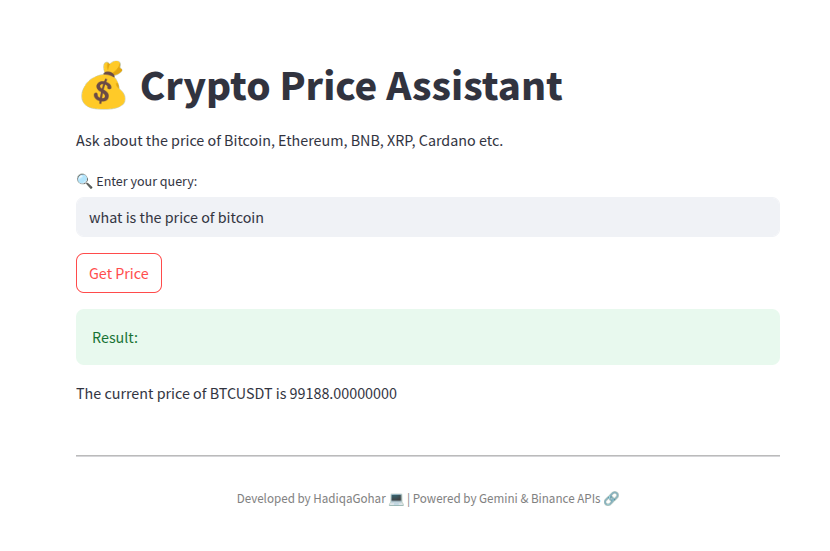 💰 Crypto Price Assistant
Ask about the price of Bitcoin, Ethereum, BNB, XRP, Cardano etc.
🔍 Enter your query:
what is the price of bitcoin
Get Price
Result:
The current price of BTCUSDT is 99188.00000000
Developed by HadiqaGohar 💻 | Powered by Gemini & Binance APIs 🔗